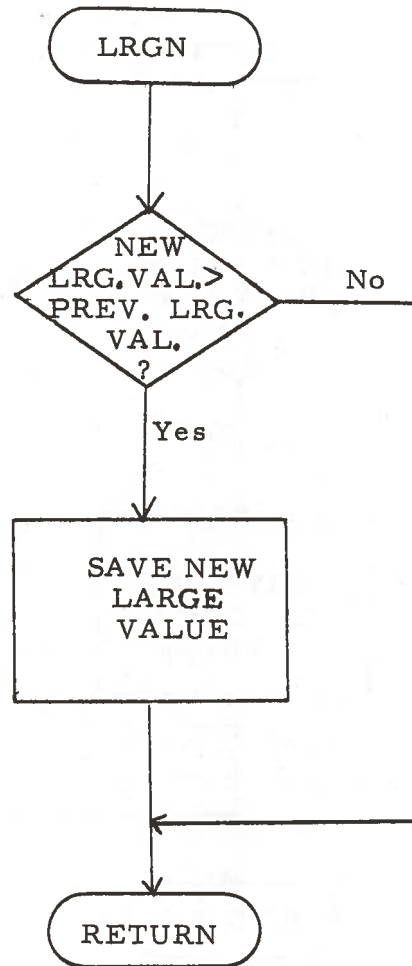 LRGN
NEW
LRG.VAL.>
PREV. LRG.
VAL.
?
No
Yes
SAVE NEW
LARGE
VALUE
RETURN